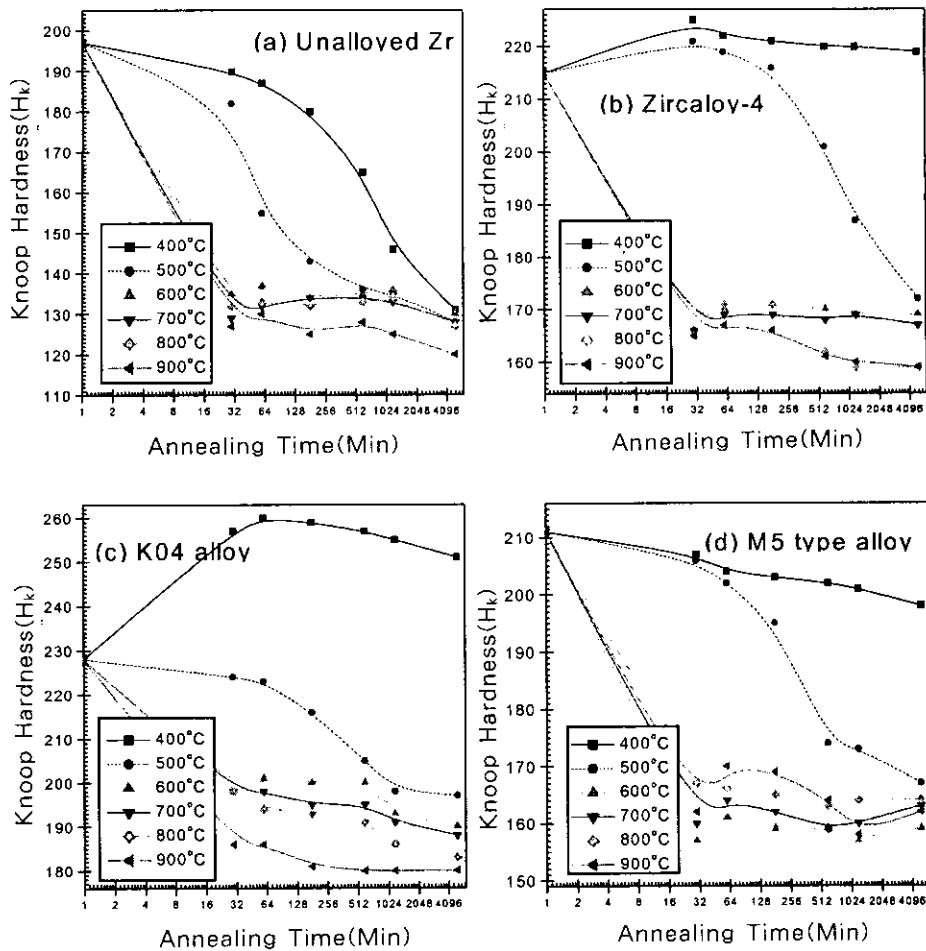 (a) Unalloyed Zr
Knoop Hardness(Hk)
200
190
180
170
160
150
140
130
120
110
400°C
500°C
600°C
700°C
800°C
900°C
1 2 4 8 16 32 64 128 256 512 1024 2048 4096
Annealing Time(Min)
(b) Zircaloy-4
Knoop Hardness(Hk)
220
210
200
190
180
170
160
400°C
500°C
600°C
700°C
800°C
900°C
1 2 4 8 16 32 64 128 256 512 1024 2048 4096
Annealing Time(Min)
(c) K04 alloy
Knoop Hardness(Hk)
260
250
240
230
220
210
200
190
180
400°C
500°C
600°C
700°C
800°C
900°C
1 2 4 8 16 32 64 128 256 512 1024 2048 4096
Annealing Time(Min)
(d) M5 type alloy
Knoop Hardness(Hk)
210
200
190
180
170
160
150
400°C
500°C
600°C
700°C
800°C
900°C
1 2 4 8 16 32 64 128 256 512 1024 2048 4096
Annealing Time(Min)